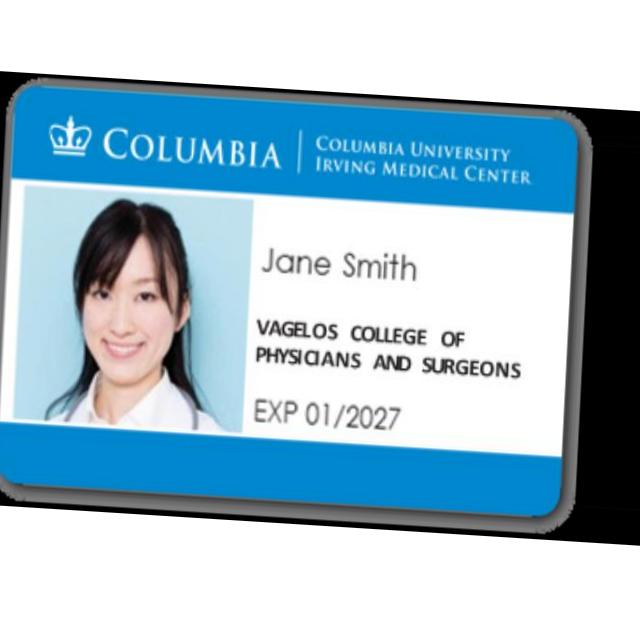 COLUMBIA
COLUMBIA UNIVERSITY
IRVING MEDICAL CENTER
Jane Smith
VAGELOS COLLEGE OF
PHYSICIANS AND SURGEONS
EXP 01/2027